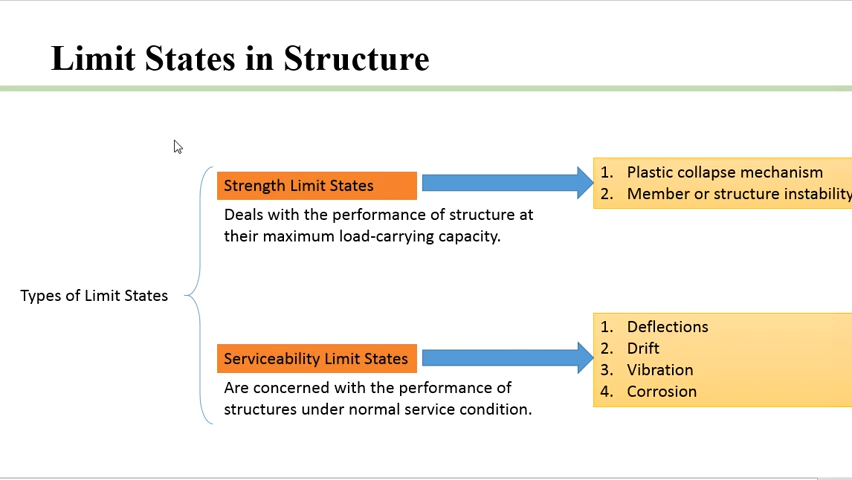 Limit States in Structure
Strength Limit States
Deals with the performance of structure at
their maximum load-carrying capacity.
1. Plastic collapse mechanism
2. Member or structure instability
Types of Limit States
Serviceability Limit States
Are concerned with the performance of
structures under normal service condition.
1. Deflections
2. Drift
3. Vibration
4. Corrosion